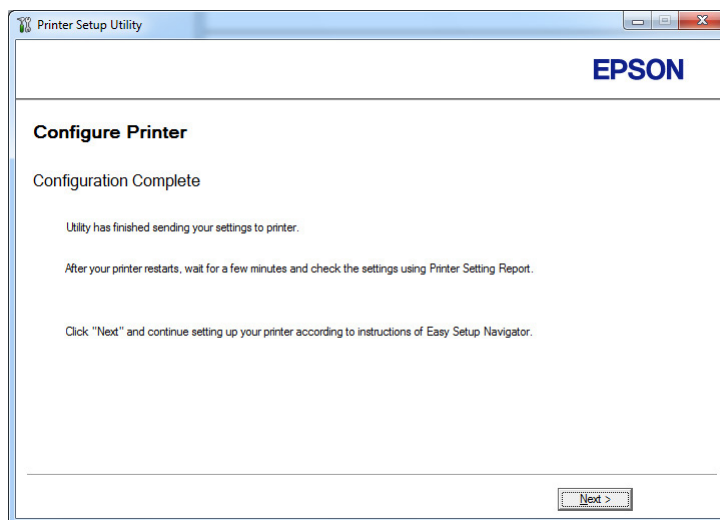 Printer Setup Utility
EPSON
Configure Printer
Configuration Complete
Utility has finished sending your settings to printer.
After your printer restarts, wait for a few minutes and check the settings using Printer Setting Report.
Click "Next" and continue setting up your printer according to instructions of Easy Setup Navigator.
Next >